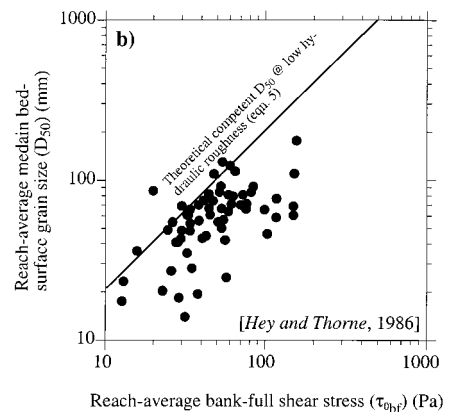 1000
b)
Theoretical competent D50 @ low hy-
draulic roughness (eqn. 5)
Reach-average medain bed-
surfacc grain size (D50) (mm)
100
[Hey and Thorne, 1986]
10
10
100
1000
Reach-average bank-full shear stress (τ0bf) (Pa)